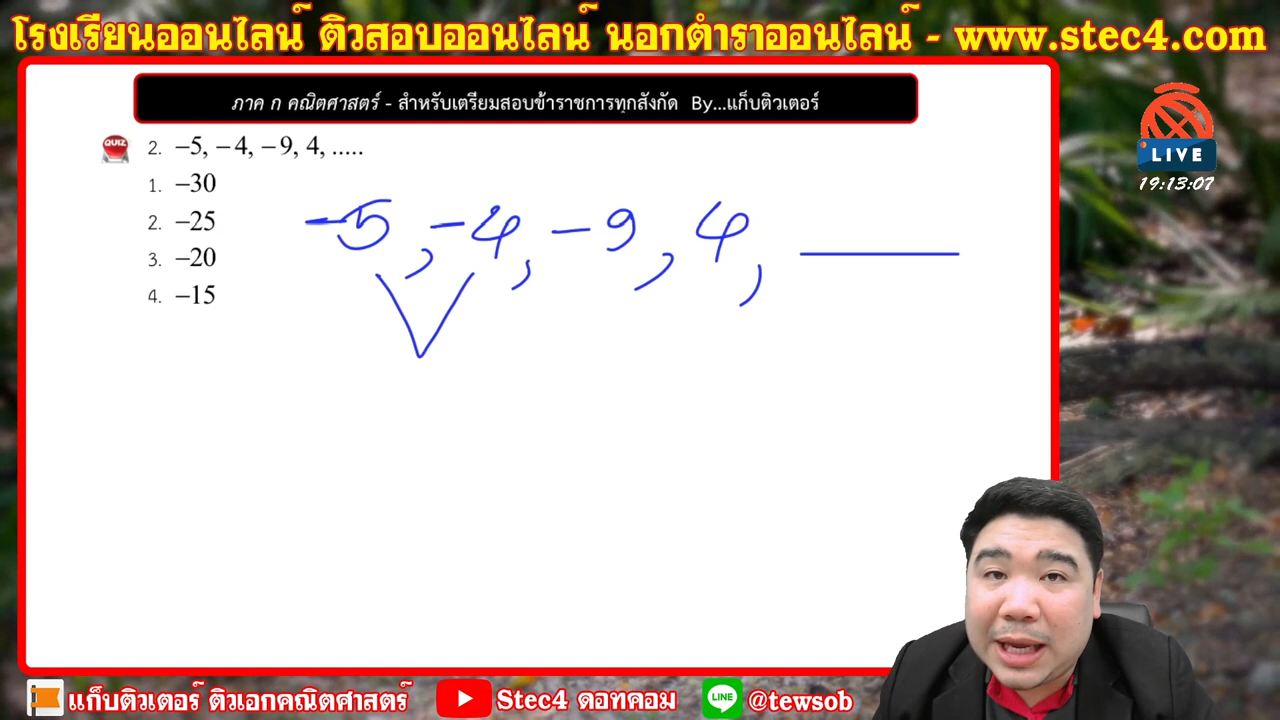 โรงเรียนออนไลน์ ติวสอบออนไลน์ นอกตำราออนไลน์ - www.stec4.com
ภาค ก คณิตศาสตร์ - สำหรับเตรียมสอบข้าราชการทุกสังกัด By...แก็บติวเตอร์
QUIZ 2. –5, –4, –9, 4, .....
1. –30
2. –25
3. –20
4. –15
-5, -4, -9, 4,
LIVE
19:13:07
แก็บติวเตอร์ ติวเอกคณิตศาสตร์ Stec4 ดอทคอม LINE @tewsob